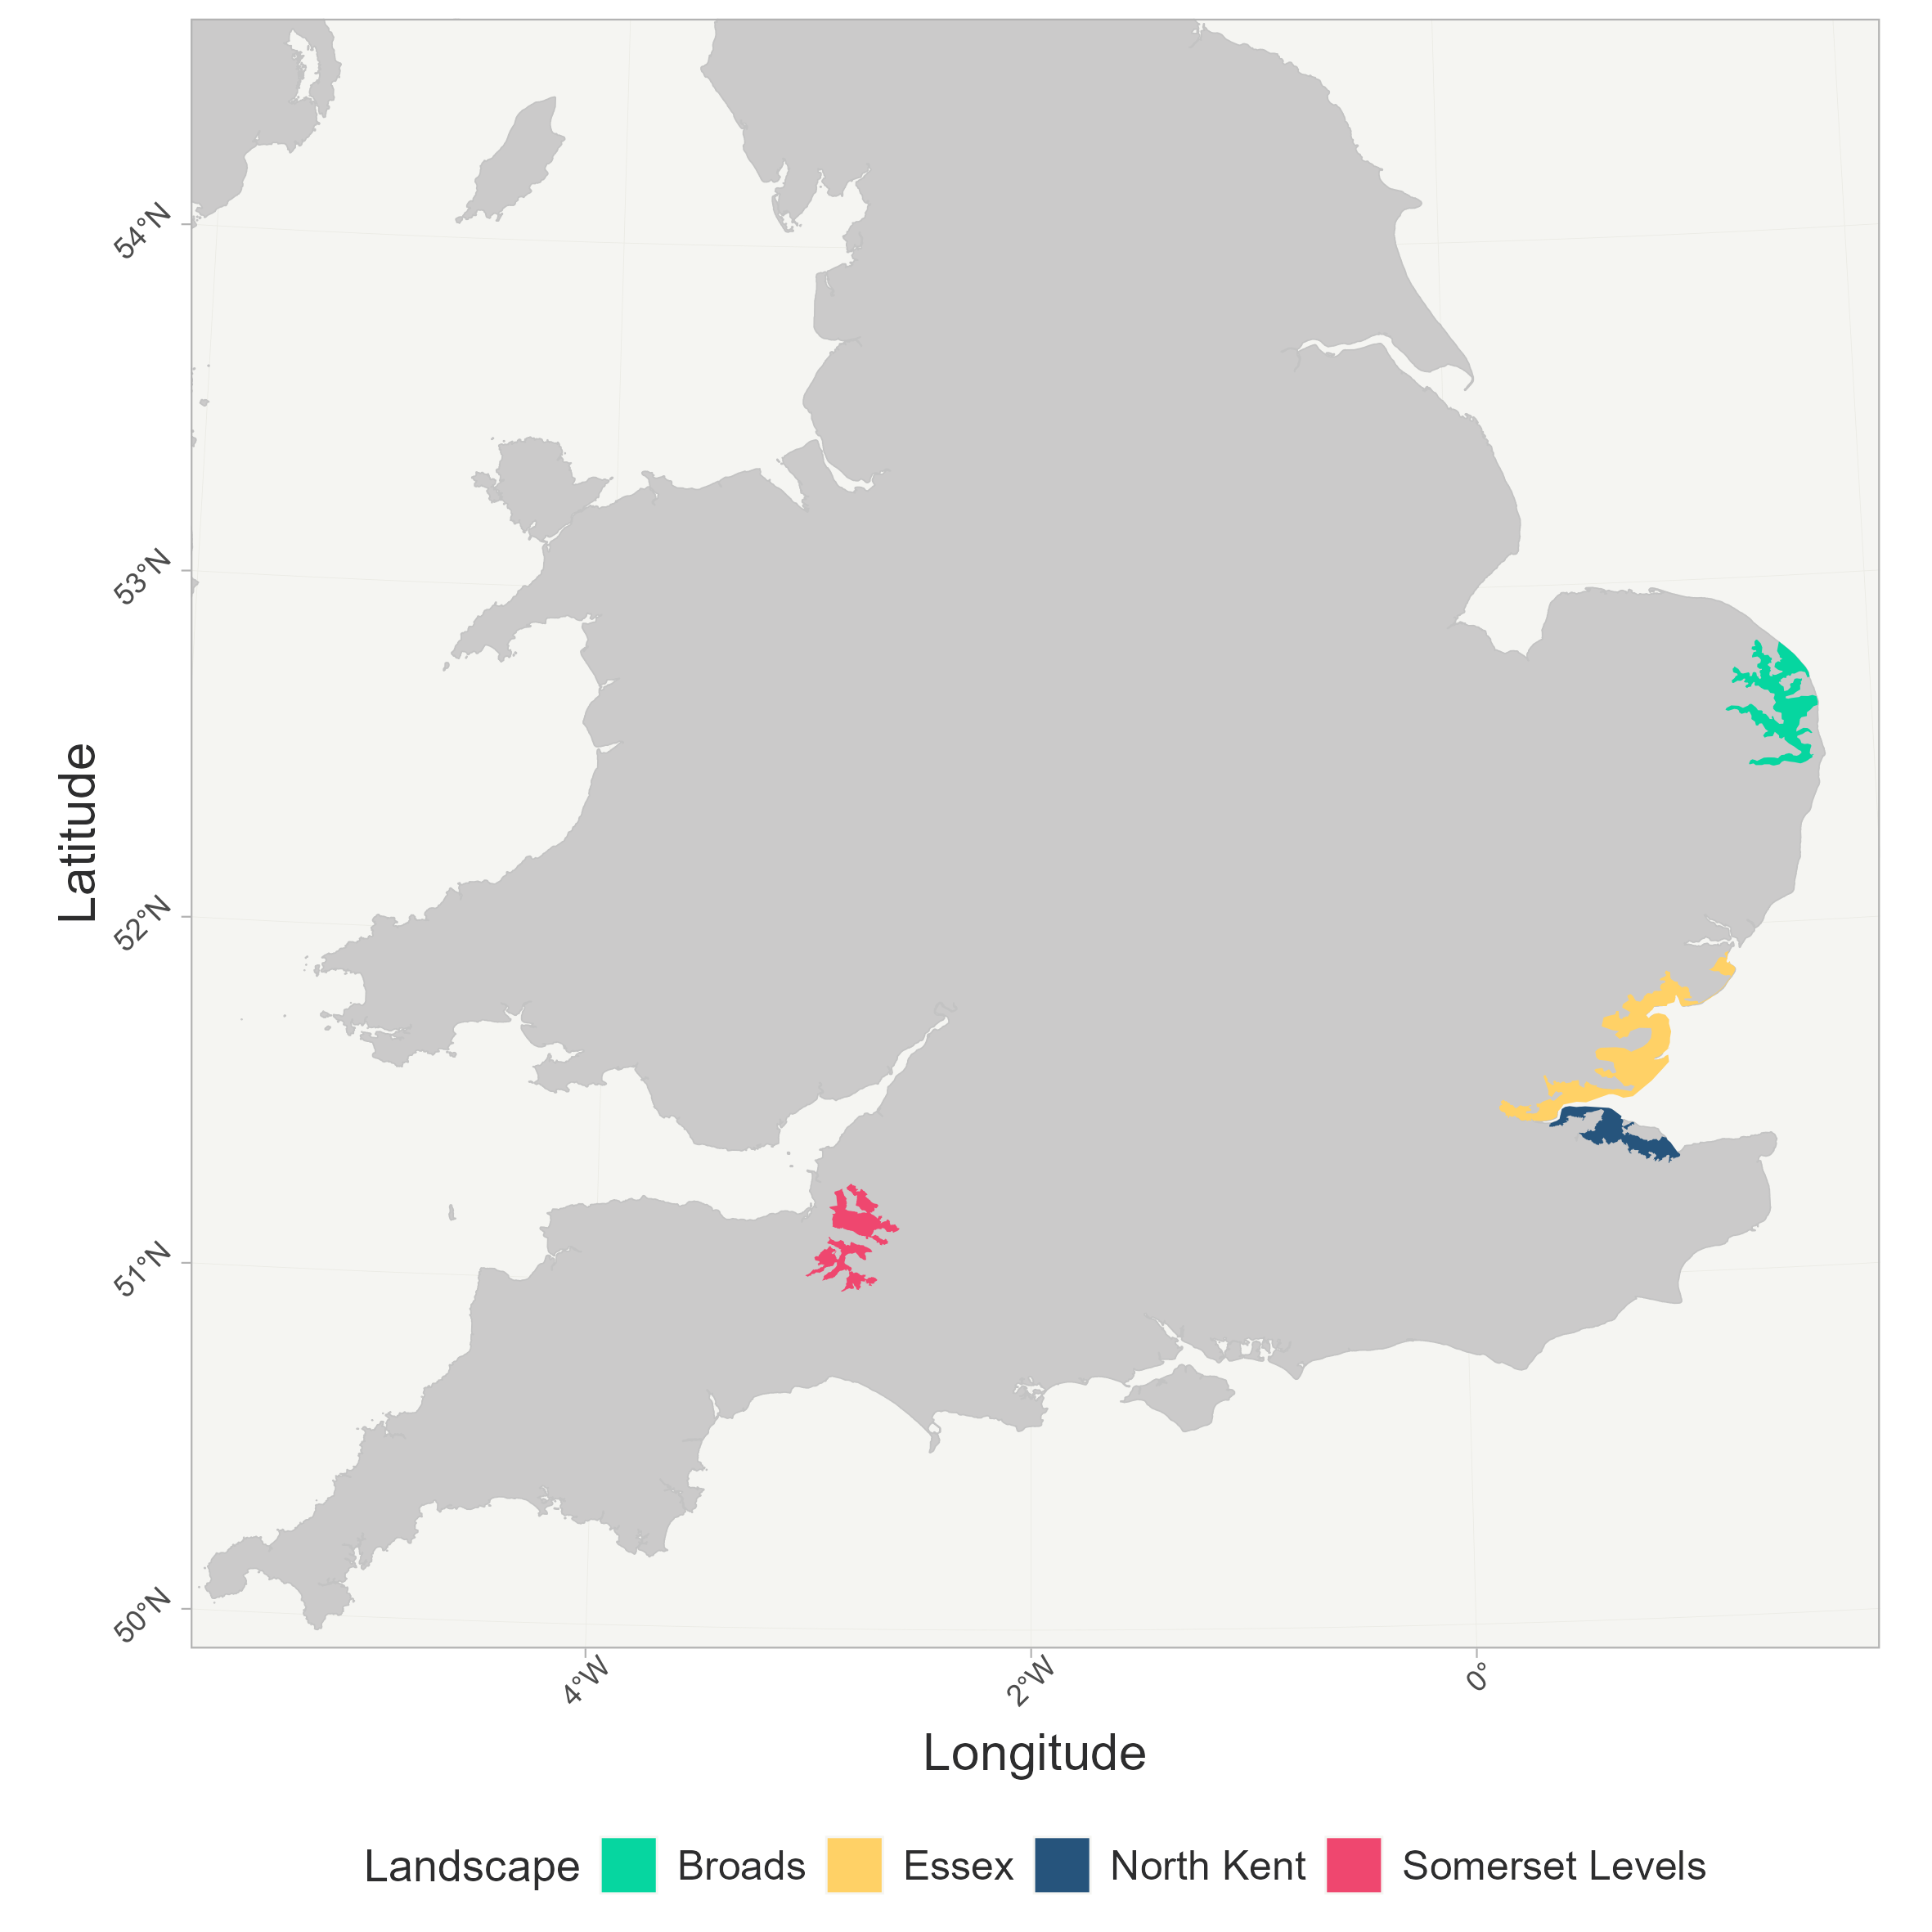 54°N
53°N
52°N
51°N
50°N
Latitude
4°W
2°W
0°
Longitude
Landscape Broads Essex North Kent Somerset Levels